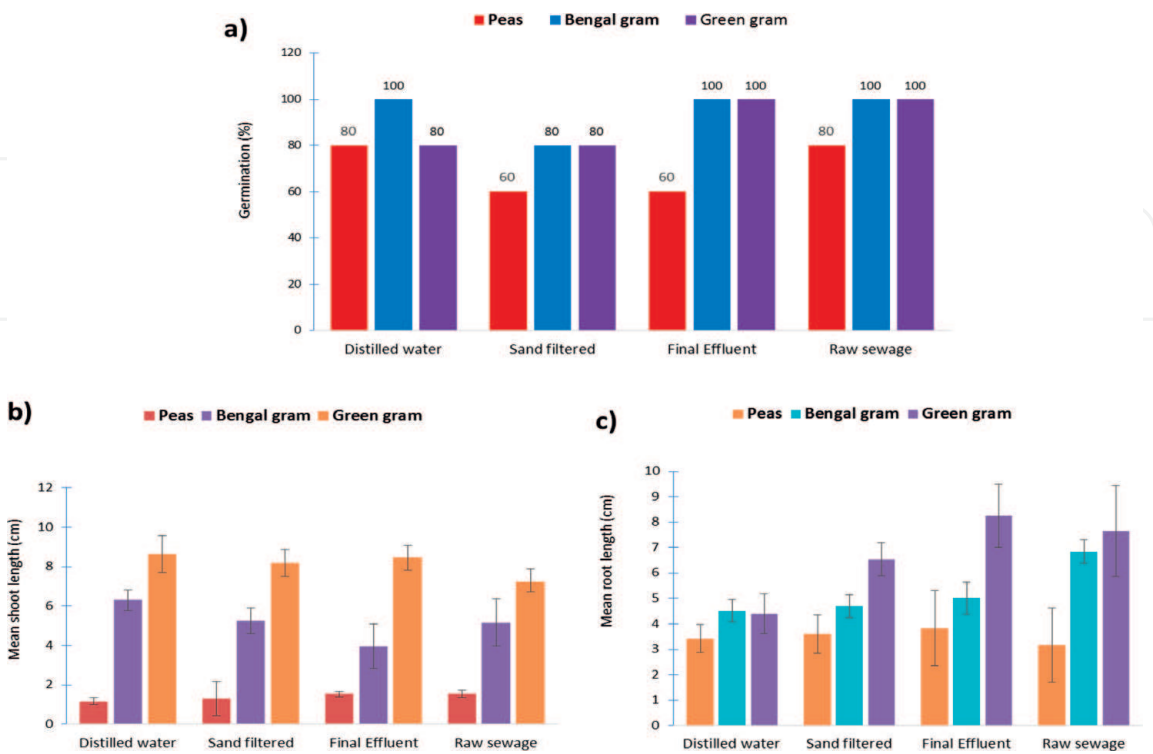 a)
Peas Bengal gram Green gram
120
100
80
60
40
20
0
Germination (%)
80 100 80
60 80 80
60 100 100
80 100 100
Distilled water Sand filtered Final Effluent Raw sewage
b)
Peas Bengal gram Green gram
12
10
8
6
4
2
0
Mean shoot length (cm)
Distilled water Sand filtered Final Effluent Raw sewage
c)
Peas Bengal gram Green gram
10
9
8
7
6
5
4
3
2
1
0
Mean root length (cm)
Distilled water Sand filtered Final Effluent Raw sewage